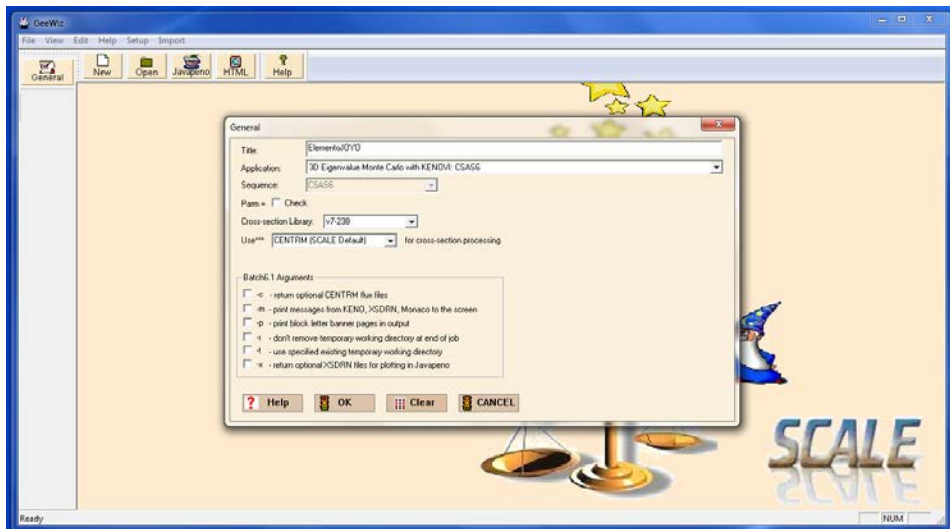 GeeWiz
File View Edit Help Setup Import
General New Open Javapeno HTML Help
General
Title: ElementoJOYO
Application: 3D Eigenvalue Monte Carlo with KENOVI: CSAS6
Sequence: CSAS6
Parm = Check
Cross-section Library: v7-238
Use*** CENTRM (SCALE Default) for cross-section processing
Batch6.1 Arguments
-c - return optional CENTRM flux files
-m - print messages from KENO, XSDRN, Monaco to the screen
-p - print block letter banner pages in output
-r - don't remove temporary working directory at end of job
-t - use specified existing temporary working directory
-x - return optional XSDRN files for plotting in Javapeno
? Help OK Clear CANCEL
SCALE
Ready NUM